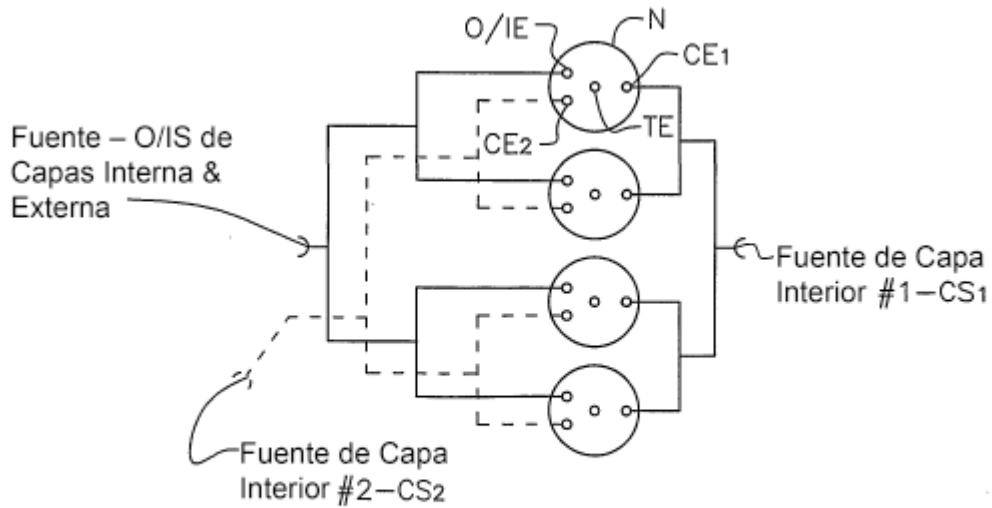 O/IE
N
CE1
Fuente – O/IS de
Capas Interna &
Externa
CE2
TE
Fuente de Capa
Interior #1–CS1
Fuente de Capa
Interior #2–CS2